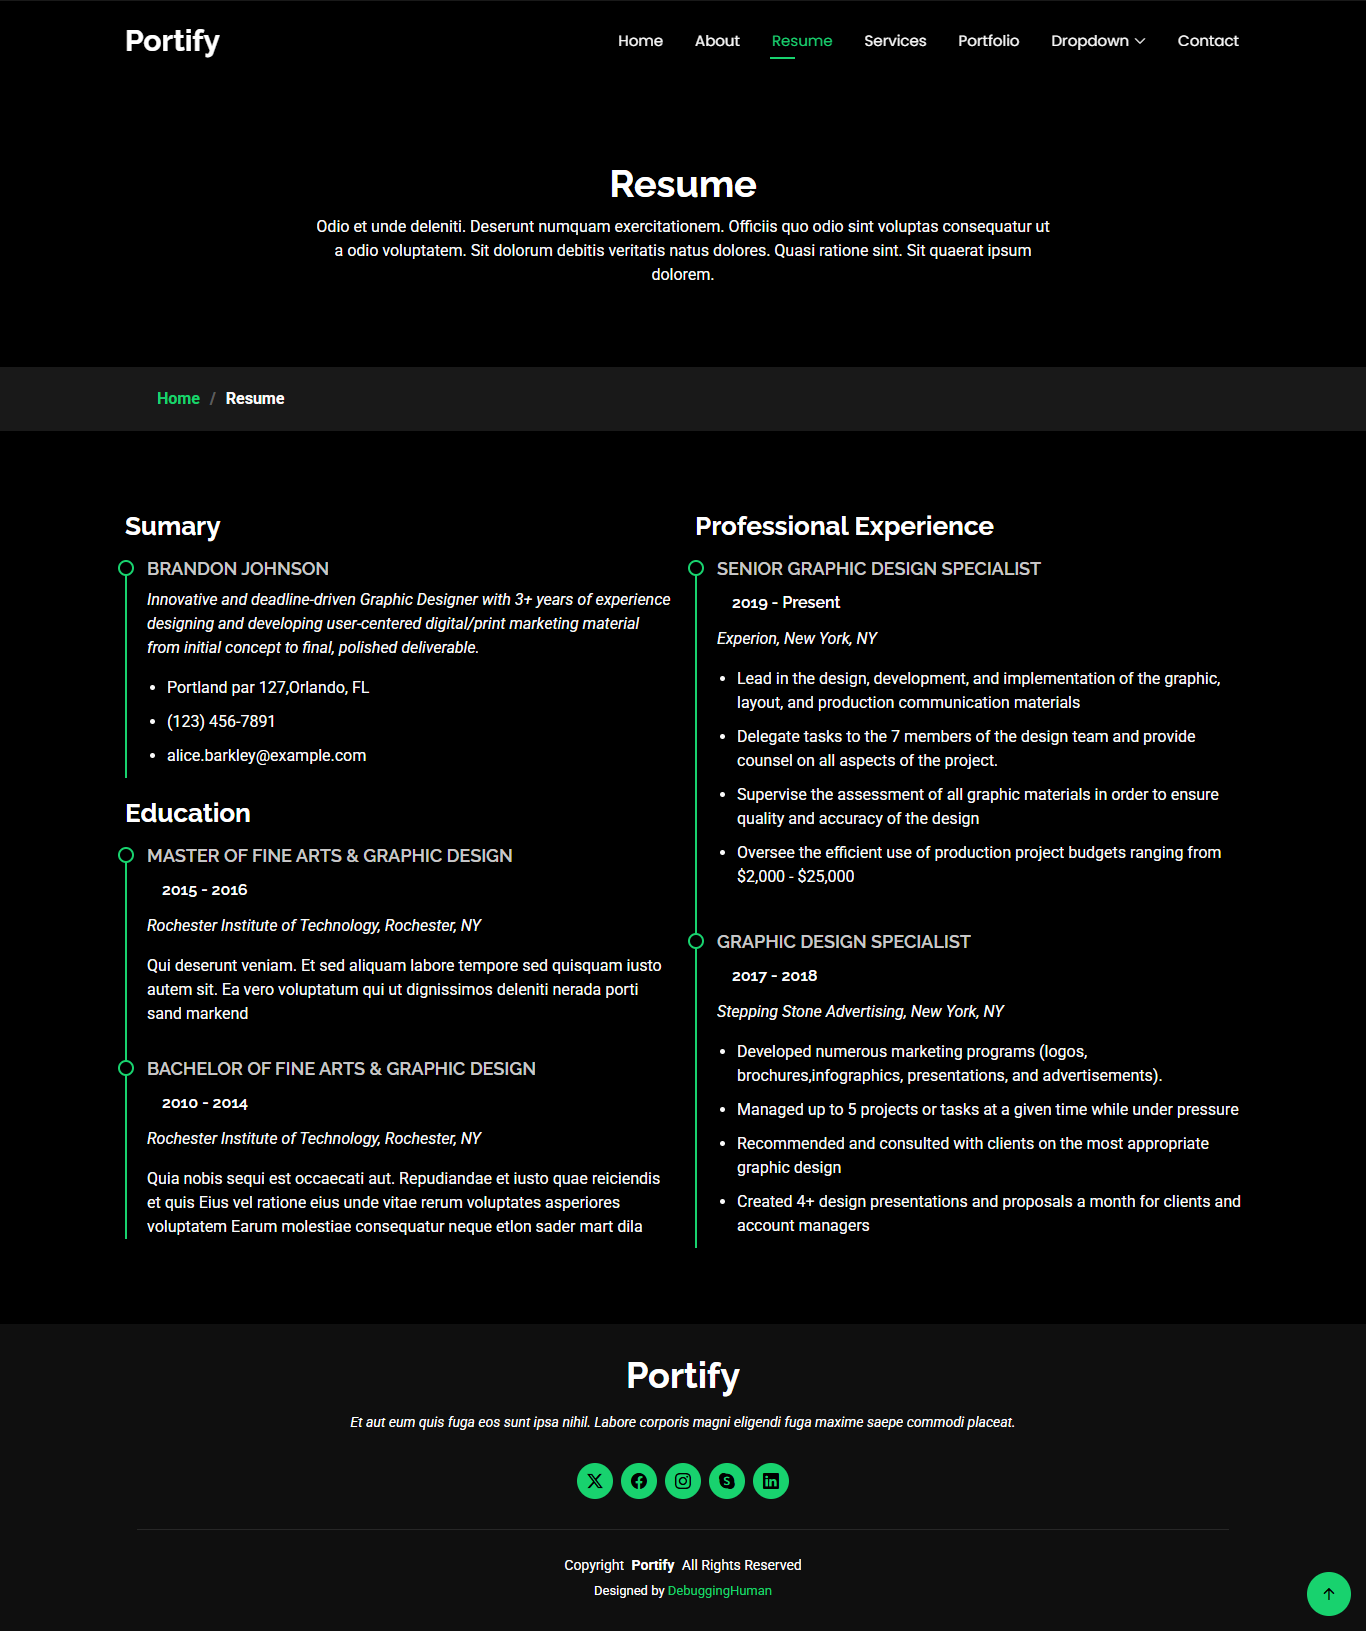 Portify
Home About Resume Services Portfolio Dropdown Contact
Resume
Odio et unde deleniti. Deserunt numquam exercitationem. Officiis quo odio sint voluptas consequatur ut
a odio voluptatem. Sit dolorum debitis veritatis natus dolores. Quasi ratione sint. Sit quaerat ipsum
dolorem.
Home / Resume
Sumary
BRANDON JOHNSON
Innovative and deadline-driven Graphic Designer with 3+ years of experience
designing and developing user-centered digital/print marketing material
from initial concept to final, polished deliverable.
• Portland par 127,Orlando, FL
• (123) 456-7891
• alice.barkley@example.com
Education
MASTER OF FINE ARTS & GRAPHIC DESIGN
2015 - 2016
Rochester Institute of Technology, Rochester, NY
Qui deserunt veniam. Et sed aliquam labore tempore sed quisquam iusto
autem sit. Ea vero voluptatum qui ut dignissimos deleniti nerada porti
sand markend
BACHELOR OF FINE ARTS & GRAPHIC DESIGN
2010 - 2014
Rochester Institute of Technology, Rochester, NY
Quia nobis sequi est occaecati aut. Repudiandae et iusto quae reiciendis
et quis Eius vel ratione eius unde vitae rerum voluptates asperiores
voluptatem Earum molestiae consequatur neque etlon sader mart dila
Professional Experience
SENIOR GRAPHIC DESIGN SPECIALIST
2019 - Present
Experion, New York, NY
• Lead in the design, development, and implementation of the graphic,
layout, and production communication materials
• Delegate tasks to the 7 members of the design team and provide
counsel on all aspects of the project.
• Supervise the assessment of all graphic materials in order to ensure
quality and accuracy of the design
• Oversee the efficient use of production project budgets ranging from
$2,000 - $25,000
GRAPHIC DESIGN SPECIALIST
2017 - 2018
Stepping Stone Advertising, New York, NY
• Developed numerous marketing programs (logos,
brochures,infographics, presentations, and advertisements).
• Managed up to 5 projects or tasks at a given time while under pressure
• Recommended and consulted with clients on the most appropriate
graphic design
• Created 4+ design presentations and proposals a month for clients and
account managers
Portify
Et aut eum quis fuga eos sunt ipsa nihil. Labore corporis magni eligendi fuga maxime saepe commodi placeat.
Copyright Portify All Rights Reserved
Designed by DebuggingHuman